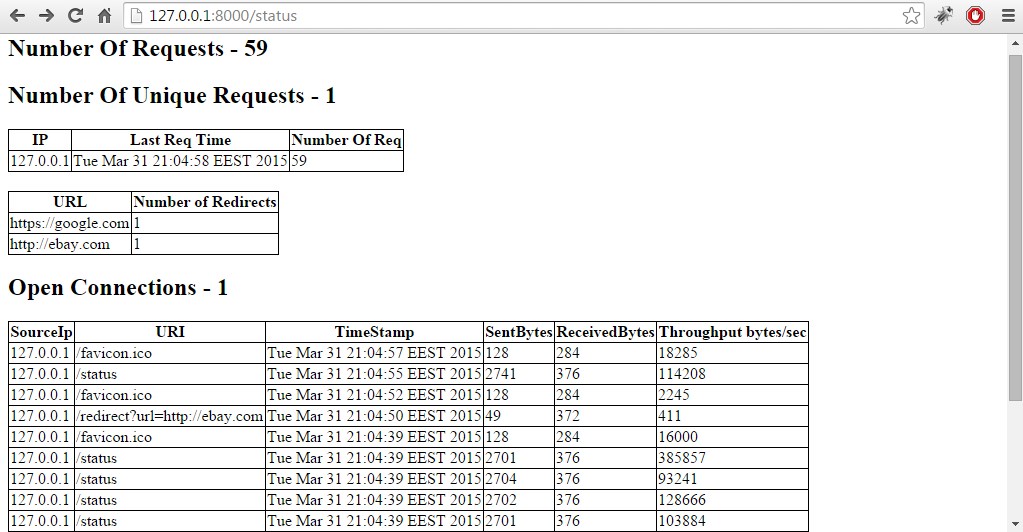 127.0.0.1:8000/status
Number Of Requests - 59
Number Of Unique Requests - 1
IP Last Req Time Number Of Req
127.0.0.1 Tue Mar 31 21:04:58 EEST 2015 59
URL Number of Redirects
https://google.com 1
http://ebay.com 1
Open Connections - 1
SourceIp URI TimeStamp SentBytes ReceivedBytes Throughput bytes/sec
127.0.0.1 /favicon.ico Tue Mar 31 21:04:57 EEST 2015 128 284 18285
127.0.0.1 /status Tue Mar 31 21:04:55 EEST 2015 2741 376 114208
127.0.0.1 /favicon.ico Tue Mar 31 21:04:52 EEST 2015 128 284 2245
127.0.0.1 /redirect?url=http://ebay.com Tue Mar 31 21:04:50 EEST 2015 49 372 411
127.0.0.1 /favicon.ico Tue Mar 31 21:04:39 EEST 2015 128 284 16000
127.0.0.1 /status Tue Mar 31 21:04:39 EEST 2015 2701 376 385857
127.0.0.1 /status Tue Mar 31 21:04:39 EEST 2015 2704 376 93241
127.0.0.1 /status Tue Mar 31 21:04:39 EEST 2015 2702 376 128666
127.0.0.1 /status Tue Mar 31 21:04:39 EEST 2015 2701 376 103884